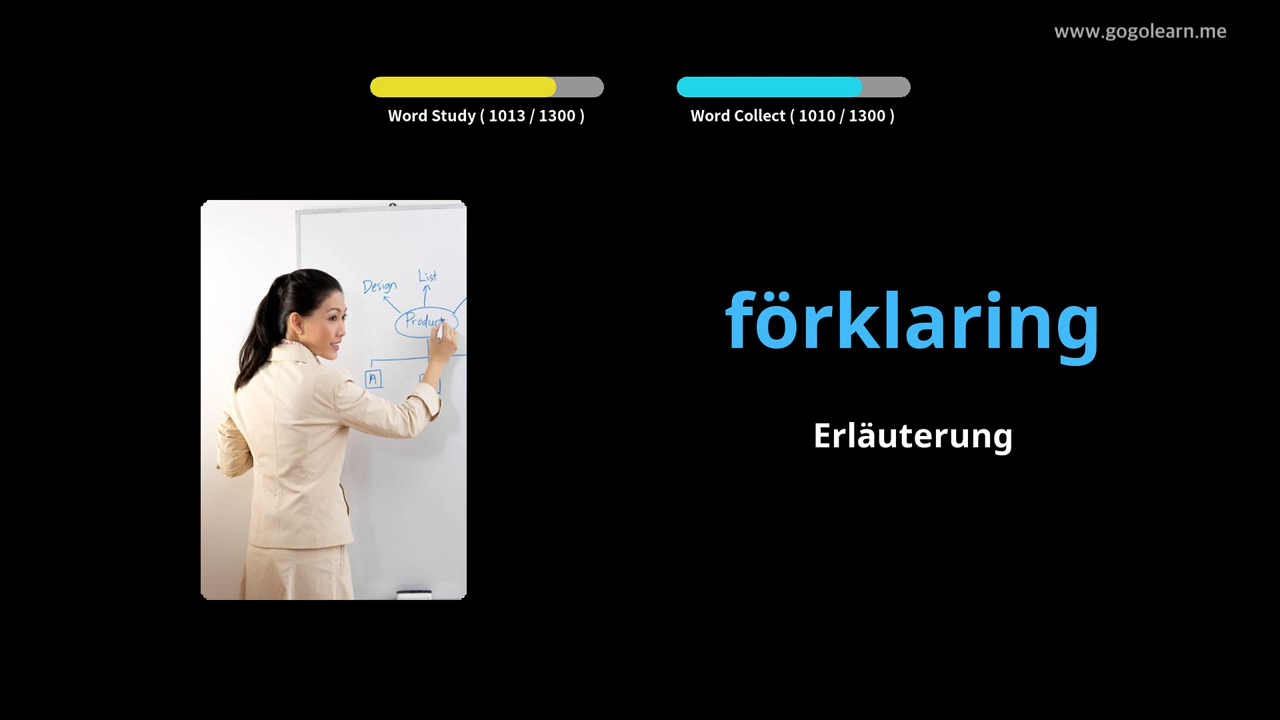 www.gogolearn.me
Word Study ( 1013 / 1300 )
Word Collect ( 1010 / 1300 )
Design
List
Product
A
förklaring
Erläuterung